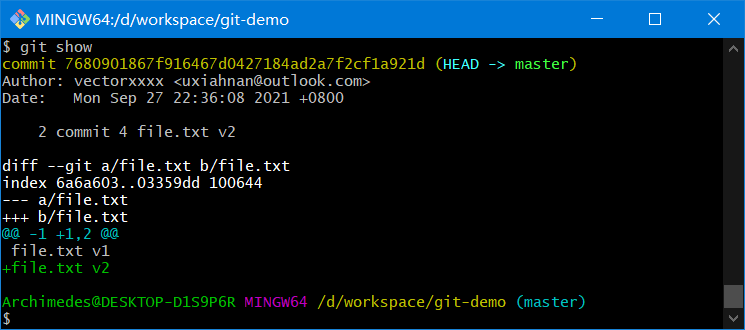 MINGW64:/d/workspace/git-demo
$ git show
commit 7680901867f916467d0427184ad2a7f2cf1a921d (HEAD -> master)
Author: vectorxxxx <uxiahnan@outlook.com>
Date:   Mon Sep 27 22:36:08 2021 +0800

    2 commit 4 file.txt v2

diff --git a/file.txt b/file.txt
index 6a6a603..03359dd 100644
--- a/file.txt
+++ b/file.txt
@@ -1 +1,2 @@
 file.txt v1
+file.txt v2

Archimedes@DESKTOP-D1S9P6R MINGW64 /d/workspace/git-demo (master)
$